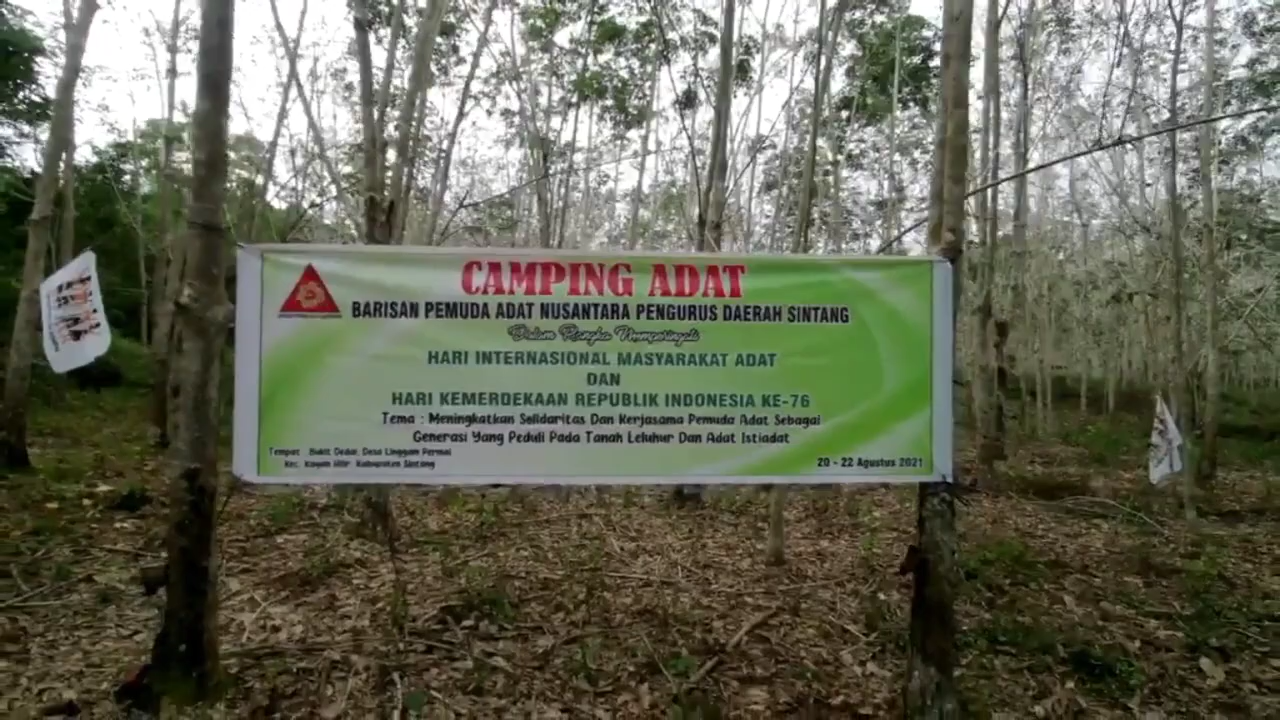 CAMPING ADAT
BARISAN PEMUDA ADAT NUSANTARA PENGURUS DAERAH SINTANG
Dalam Rangka Memperingati
HARI INTERNASIONAL MASYARAKAT ADAT
DAN
HARI KEMERDEKAAN REPUBLIK INDONESIA KE-76
Tema : Meningkatkan Solidaritas Dan Kerjasama Pemuda Adat Sebagai
Generasi Yang Peduli Pada Tanah Leluhur Dan Adat Istiadat
Tempat : Bukit Dedar, Desa Linggam Permai
Kec. Kayan Hilir Kabupaten Sintang
20 - 22 Agustus 2021